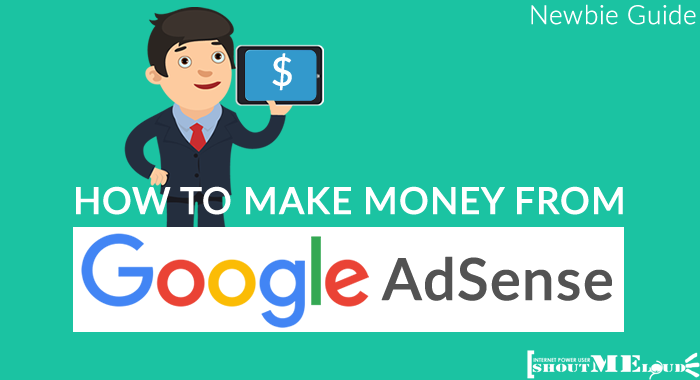 Newbie Guide
$
HOW TO MAKE MONEY FROM
Google AdSense
INTERNET POWER USER
[shoutMEloud